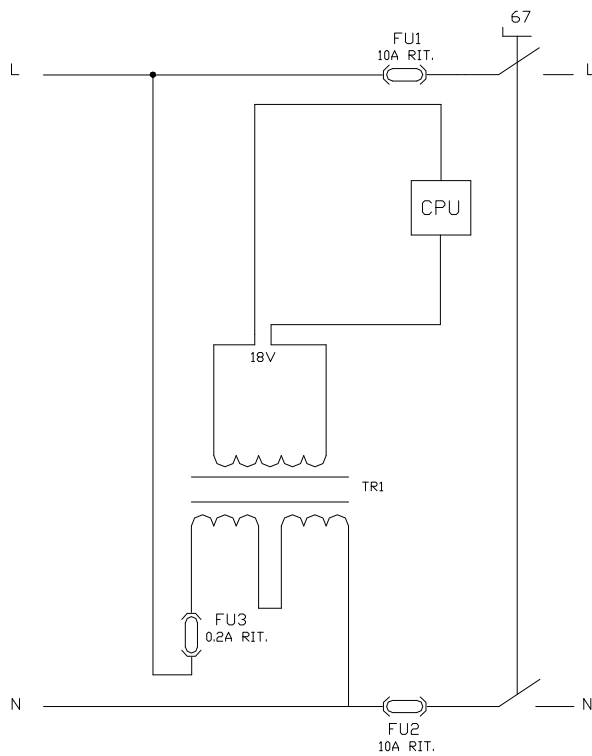 67
FU1
10A RIT.
L
L
CPU
18V
TR1
FU3
0.2A RIT.
N
N
FU2
10A RIT.